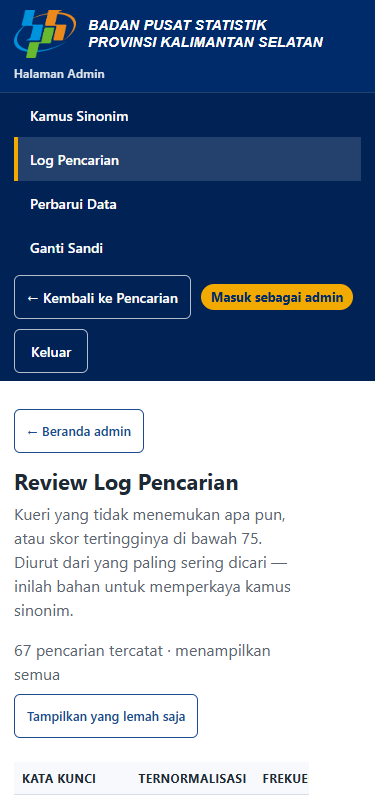 BADAN PUSAT STATISTIK
PROVINSI KALIMANTAN SELATAN
Halaman Admin
Kamus Sinonim
Log Pencarian
Perbarui Data
Ganti Sandi
← Kembali ke Pencarian
Masuk sebagai admin
Keluar
← Beranda admin
Review Log Pencarian
Kueri yang tidak menemukan apa pun,
atau skor tertingginya di bawah 75.
Diurut dari yang paling sering dicari —
inilah bahan untuk memperkaya kamus
sinonim.
67 pencarian tercatat · menampilkan
semua
Tampilkan yang lemah saja
KATA KUNCI TERNORMALISASI FREKUE